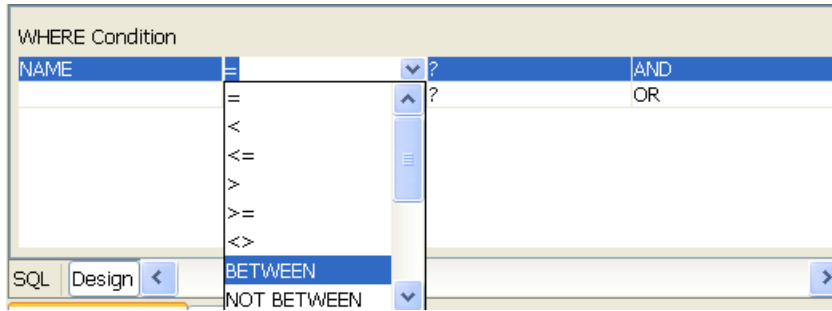 WHERE Condition
NAME = ? AND
= ? OR
<
<=
>
>=
<>
BETWEEN
SQL Design
NOT BETWEEN